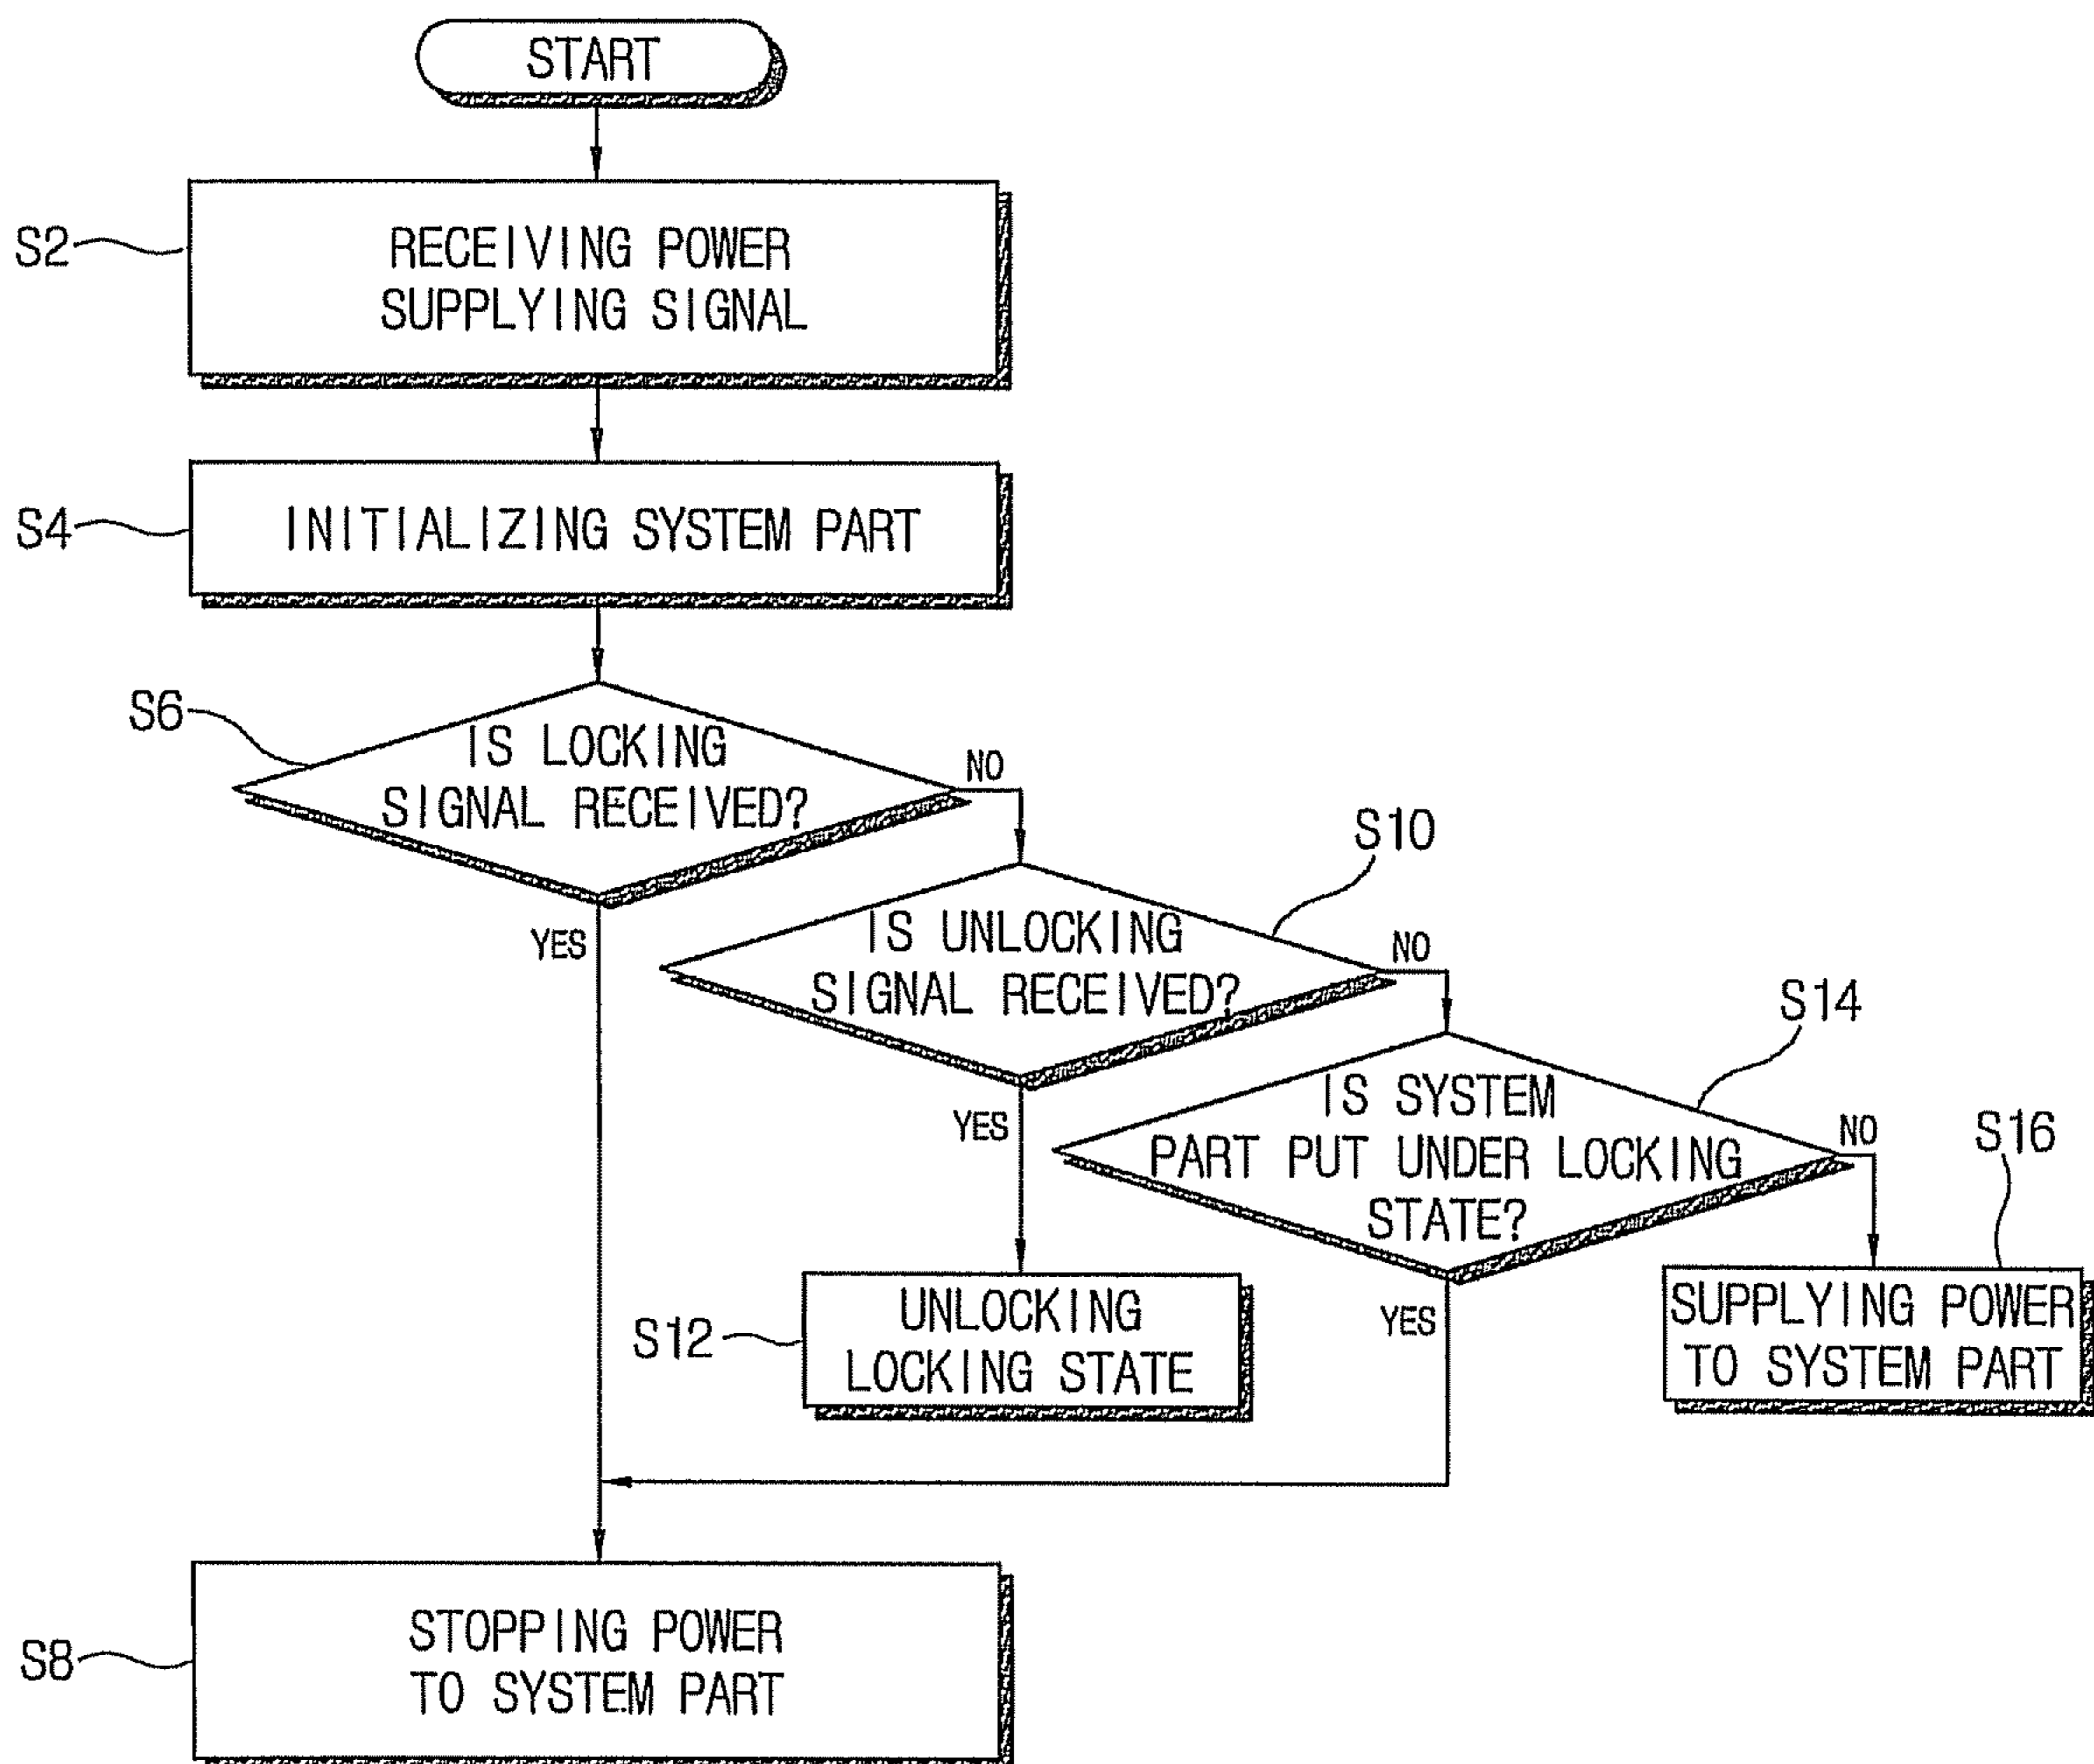 START
S2
RECEIVING POWER
SUPPLYING SIGNAL
S4
INITIALIZING SYSTEM PART
S6
IS LOCKING
SIGNAL RECEIVED?
NO
YES
S10
IS UNLOCKING
SIGNAL RECEIVED?
NO
YES
S14
IS SYSTEM
PART PUT UNDER LOCKING
STATE?
NO
YES
S16
SUPPLYING POWER
TO SYSTEM PART
S12
UNLOCKING
LOCKING STATE
S8
STOPPING POWER
TO SYSTEM PART